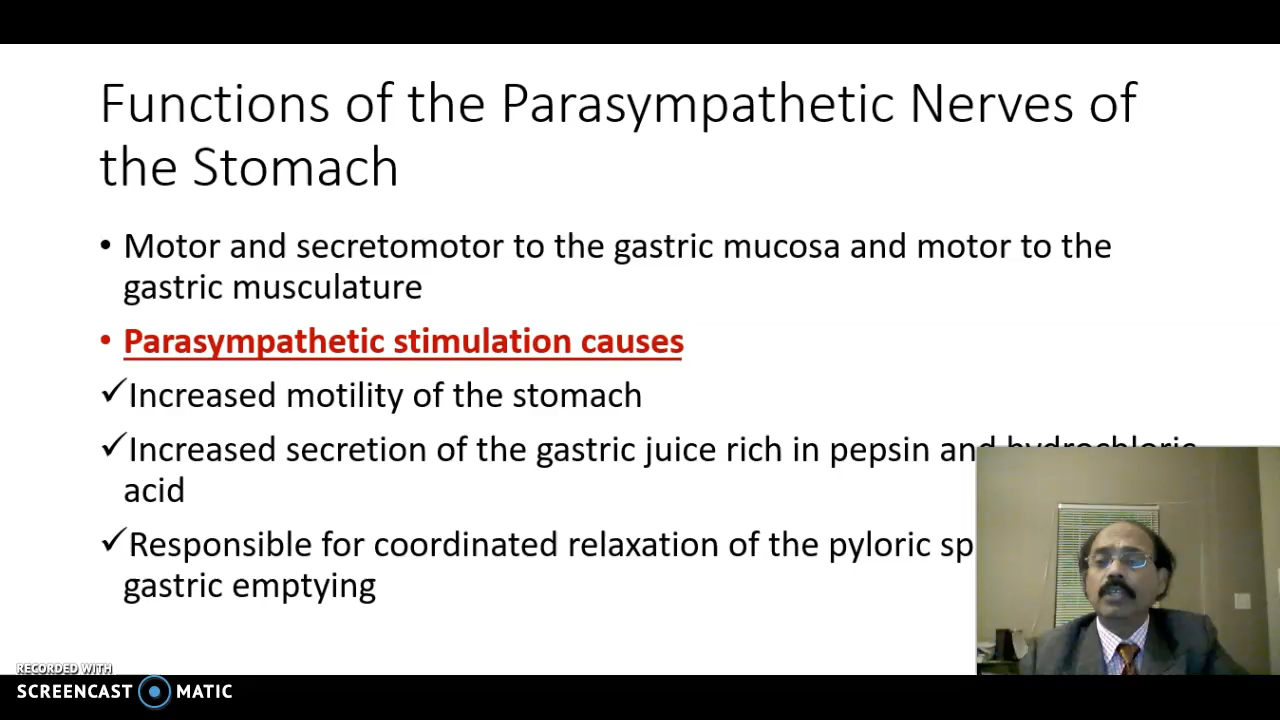 Functions of the Parasympathetic Nerves of
the Stomach
• Motor and secretomotor to the gastric mucosa and motor to the
gastric musculature
• Parasympathetic stimulation causes
✓Increased motility of the stomach
✓Increased secretion of the gastric juice rich in pepsin and hydrochloric
acid
✓Responsible for coordinated relaxation of the pyloric
gastric emptying
RECORDED WITH
SCREENCAST MATIC